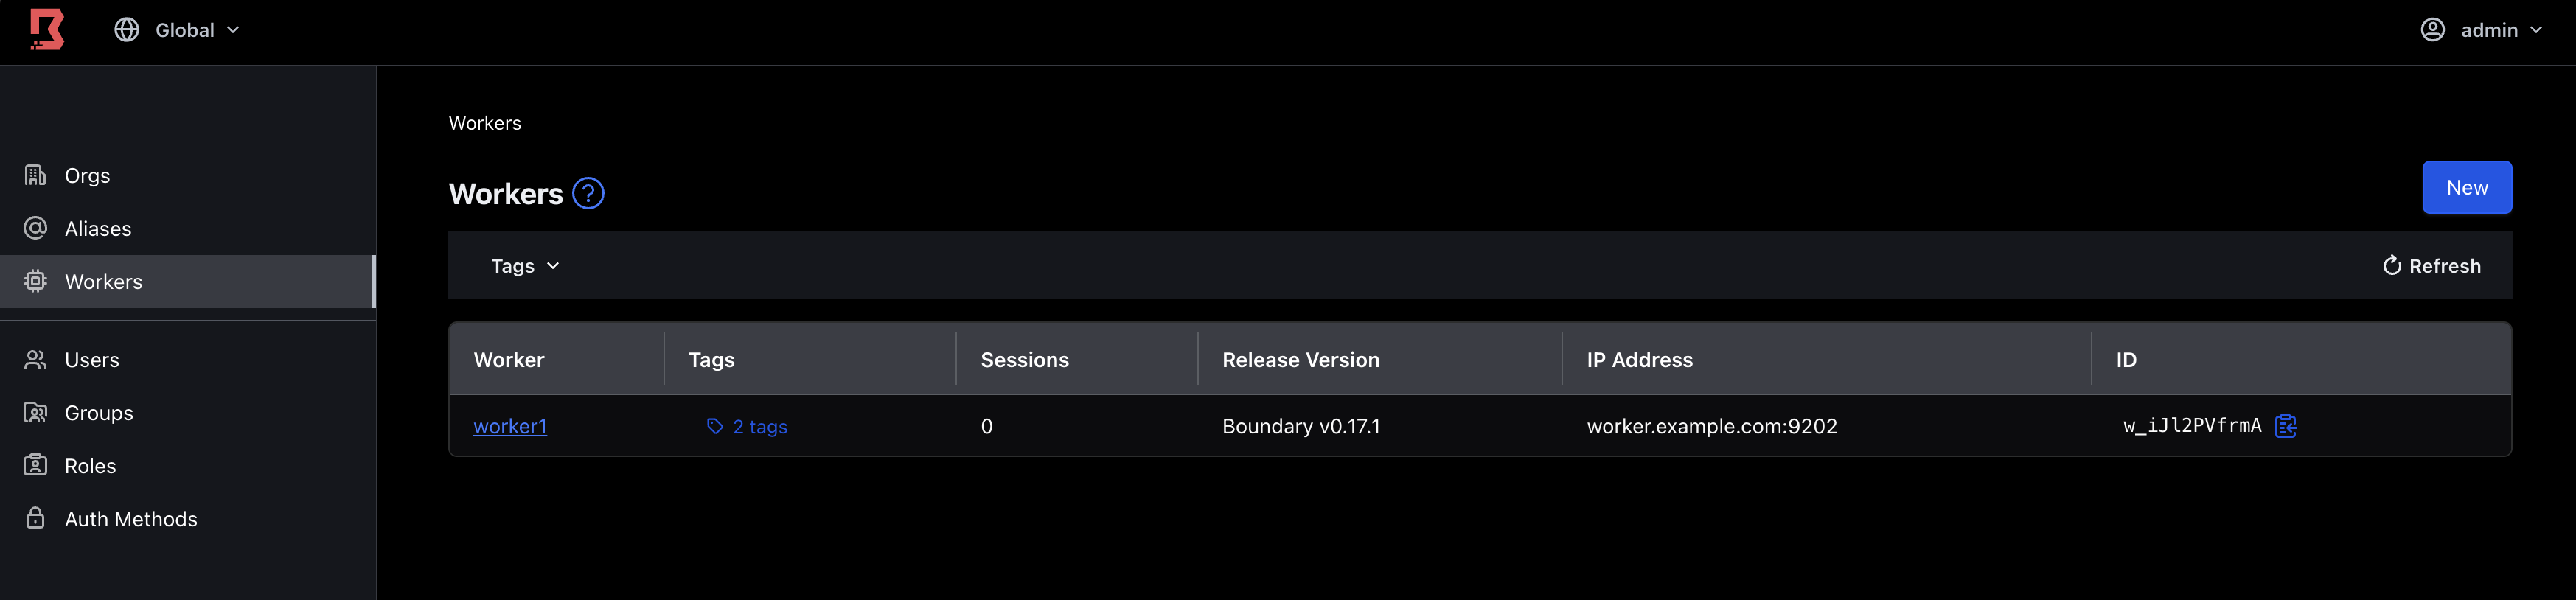 Global
admin
Orgs
Aliases
Workers
Users
Groups
Roles
Auth Methods
Workers
Workers ?
New
Tags
Refresh
Worker Tags Sessions Release Version IP Address ID
worker1 2 tags 0 Boundary v0.17.1 worker.example.com:9202 w_iJl2PVfrmA